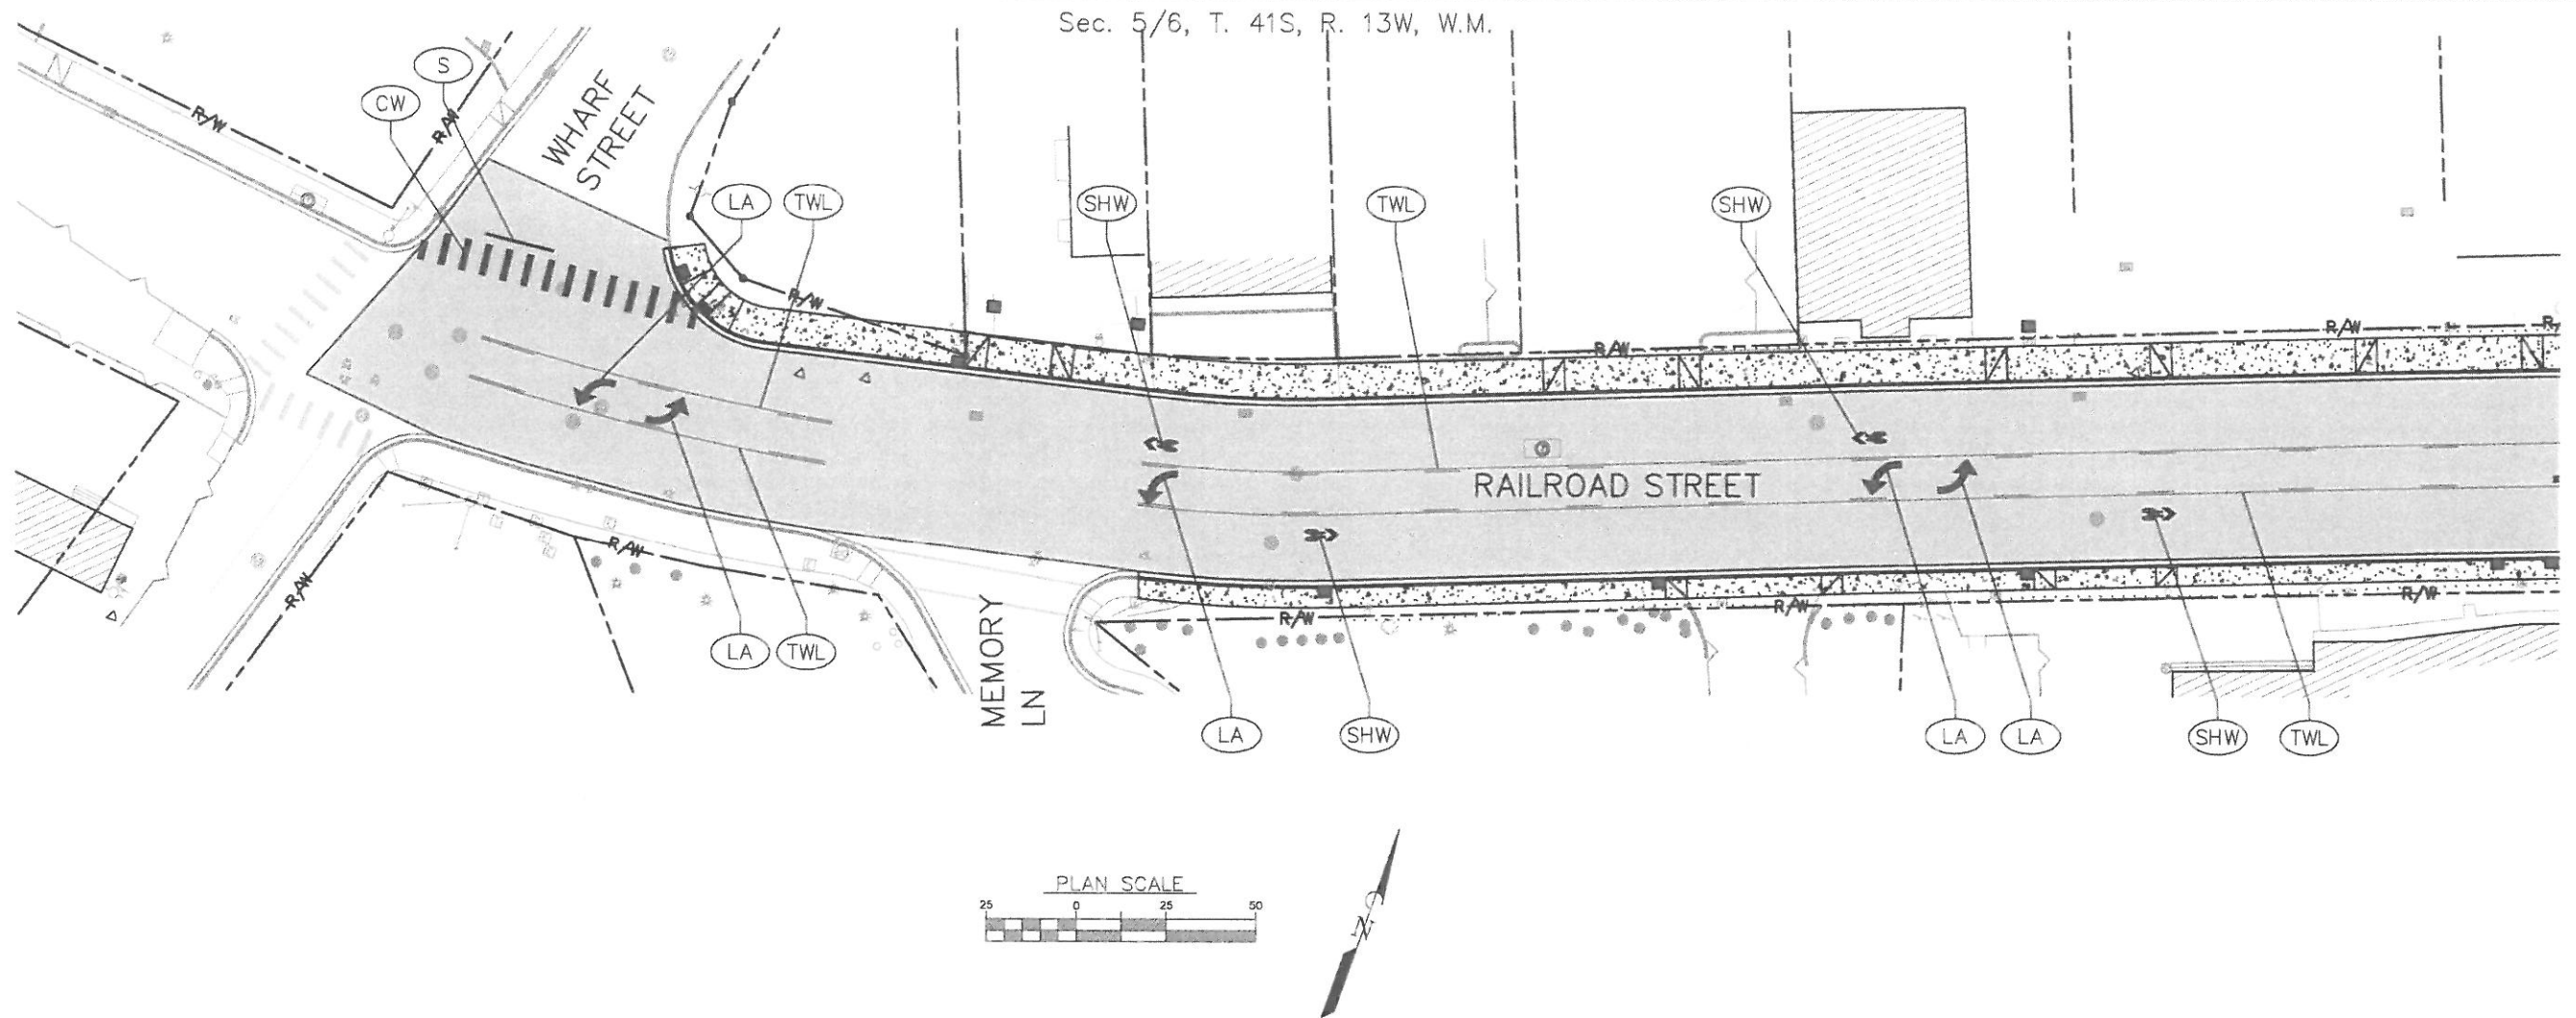 Sec. 5/6, T. 41S, R. 13W, W.M.
S
CW
R/W
R/W
WHARF
STREET
LA
TWL
SHW
TWL
SHW
R/W
R/W
R/W
R/
RAILROAD STREET
R/W
R/W
R/W
R/W
R/W
LA
TWL
MEMORY
LN
LA
SHW
LA
LA
SHW
TWL
PLAN SCALE
25 0 25 50
N